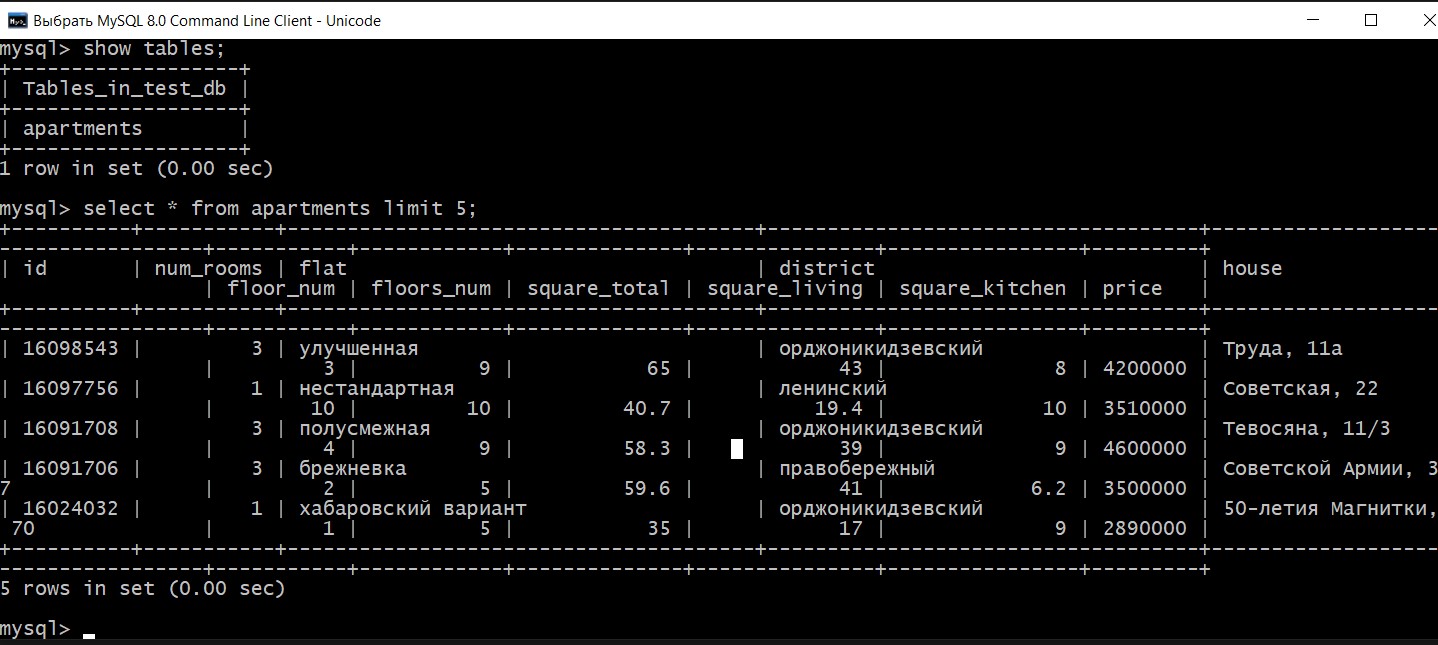 Выбрать MySQL 8.0 Command Line Client - Unicode
mysql> show tables;
+--------------------+
| Tables_in_test_db |
+--------------------+
| apartments |
+--------------------+
1 row in set (0.00 sec)
mysql> select * from apartments limit 5;
| id | num_rooms | flat | district | house
| floor_num | floors_num | square_total | square_living | square_kitchen | price |
| 16098543 | 3 | улучшенная | орджоникидзевский | Труда, 11а
| 3 | 9 | 65 | 43 | 8 | 4200000 |
| 16097756 | 1 | нестандартная | ленинский | Советская, 22
| 10 | 10 | 40.7 | 19.4 | 10 | 3510000 |
| 16091708 | 3 | полусмежная | орджоникидзевский | Тевосяна, 11/3
| 4 | 9 | 58.3 | 39 | 9 | 4600000 |
| 16091706 | 3 | брежневка | правобережный | Советской Армии, 3
7 | 2 | 5 | 59.6 | 41 | 6.2 | 3500000 |
| 16024032 | 1 | хабаровский вариант | орджоникидзевский | 50-летия Магнитки,
70 | 1 | 5 | 35 | 17 | 9 | 2890000 |
5 rows in set (0.00 sec)
mysql>